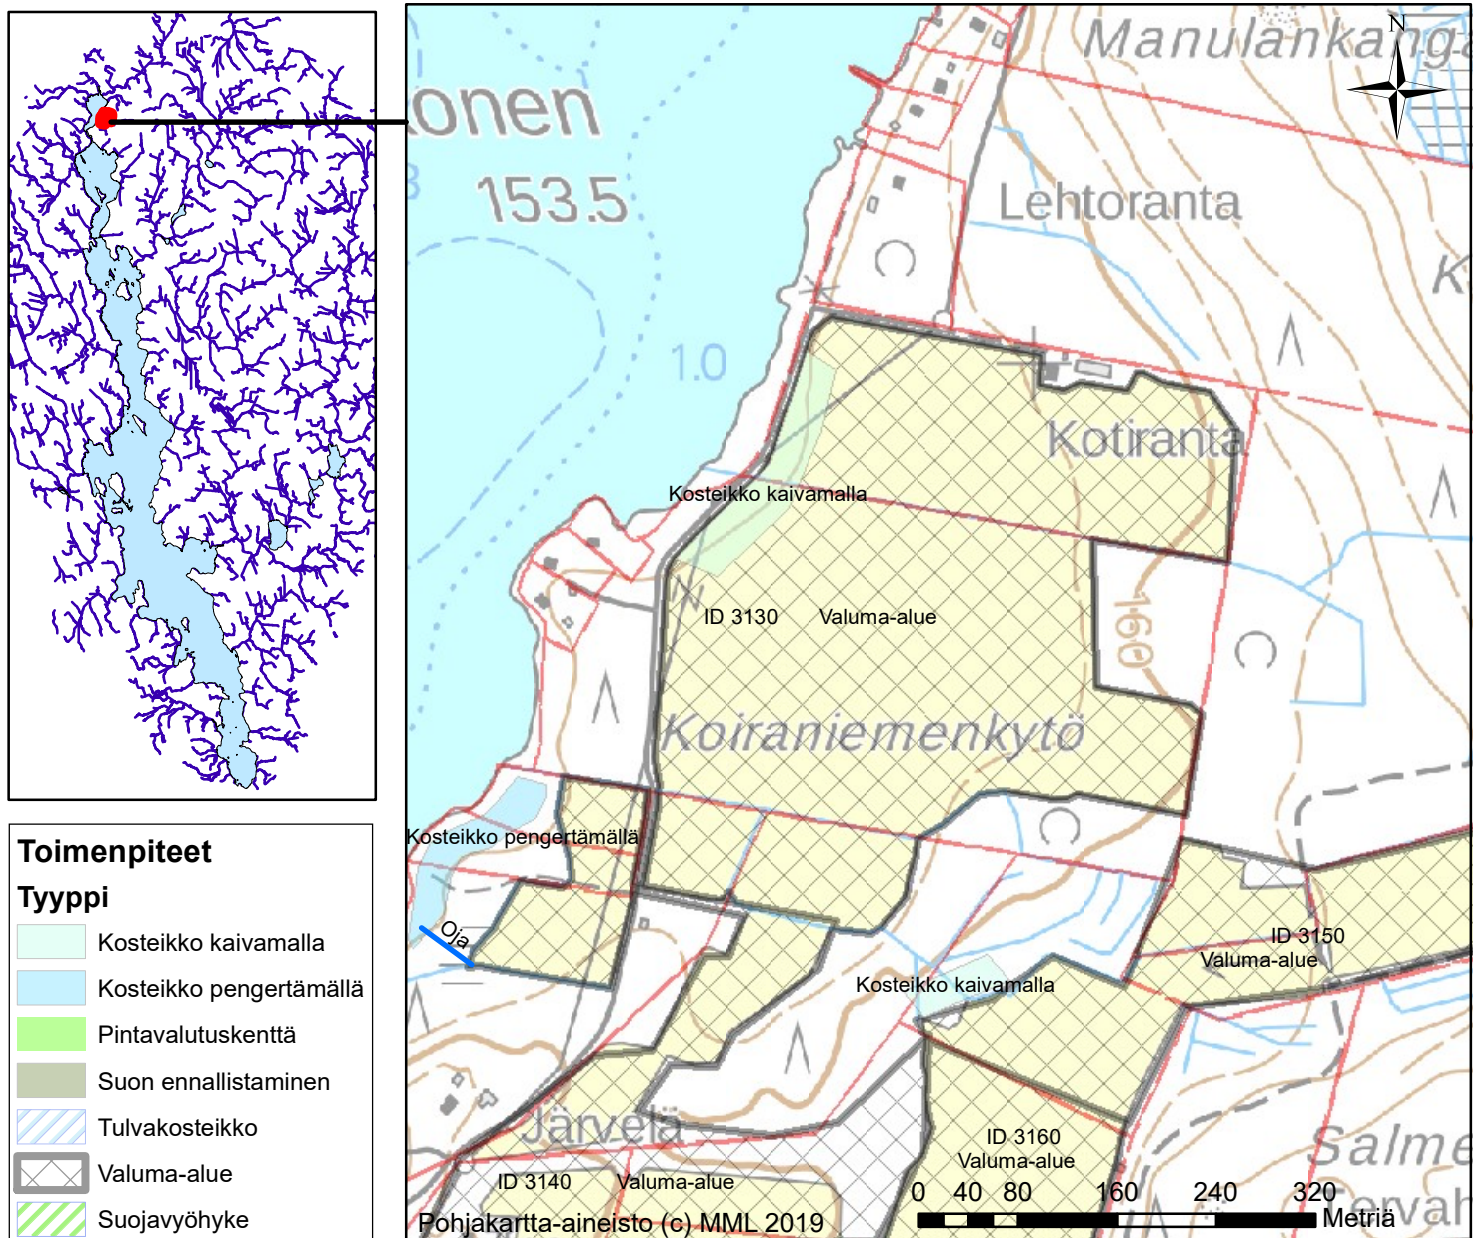 Manulankanga
N
onen
3
153.5
Lehtoranta
K
1.0
Kotiranta
Kosteikko kaivamalla
ID 3130 Valuma-alue
160
Koiraniemenkytö
Kosteikko pengertämällä
Oja
ID 3150
Valuma-alue
Kosteikko kaivamalla
Järvelä
ID 3160
Valuma-alue
Salme
ID 3140 Valuma-alue
0 40 80 160 240 320
Metriä
ervah
Pohjakartta-aineisto (c) MML 2019
Toimenpiteet
Tyyppi
Kosteikko kaivamalla
Kosteikko pengertämällä
Pintavalutuskenttä
Suon ennallistaminen
Tulvakosteikko
Valuma-alue
Suojavyöhyke